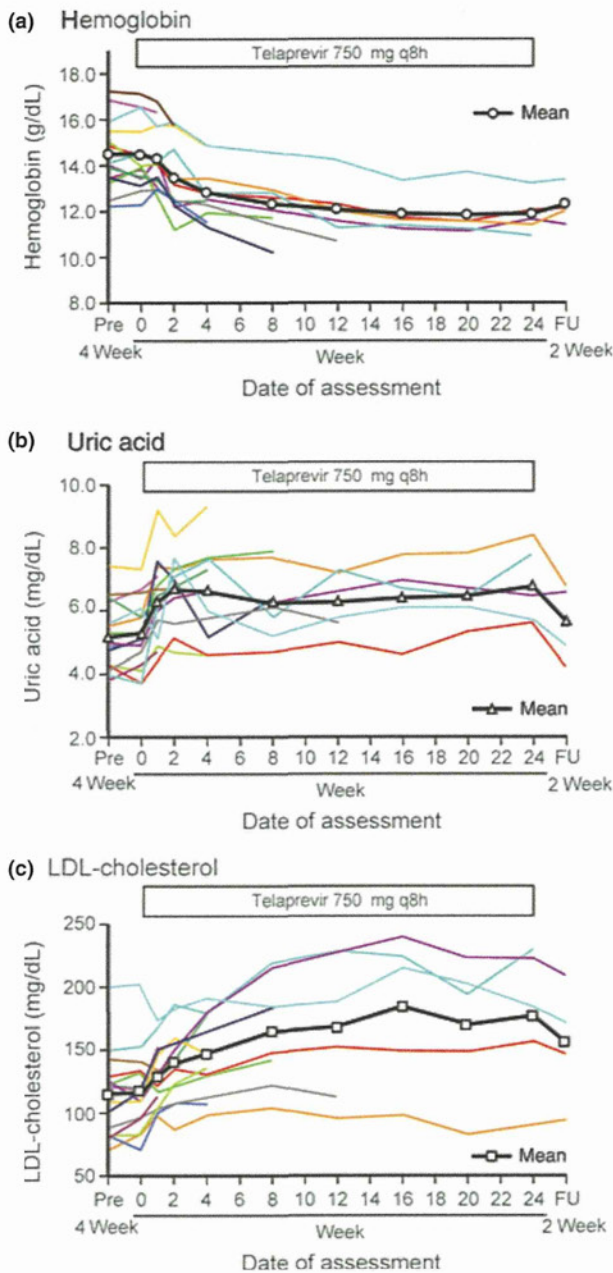 (a) Hemoglobin
Telaprevir 750 mg q8h
18.0
16.0
14.0
12.0
10.0
8.0
Hemoglobin (g/dL)
Mean
Pre 0 2 4 6 8 10 12 14 16 18 20 22 24 FU
4 Week Week 2 Week
Date of assessment
(b) Uric acid
Telaprevir 750 mg q8h
10.0
8.0
6.0
4.0
2.0
Uric acid (mg/dL)
Mean
Pre 0 2 4 6 8 10 12 14 16 18 20 22 24 FU
4 Week Week 2 Week
Date of assessment
(c) LDL-cholesterol
Telaprevir 750 mg q8h
250
200
150
100
50
LDL-cholesterol (mg/dL)
Mean
Pre 0 2 4 6 8 10 12 14 16 18 20 22 24 FU
4 Week Week 2 Week
Date of assessment